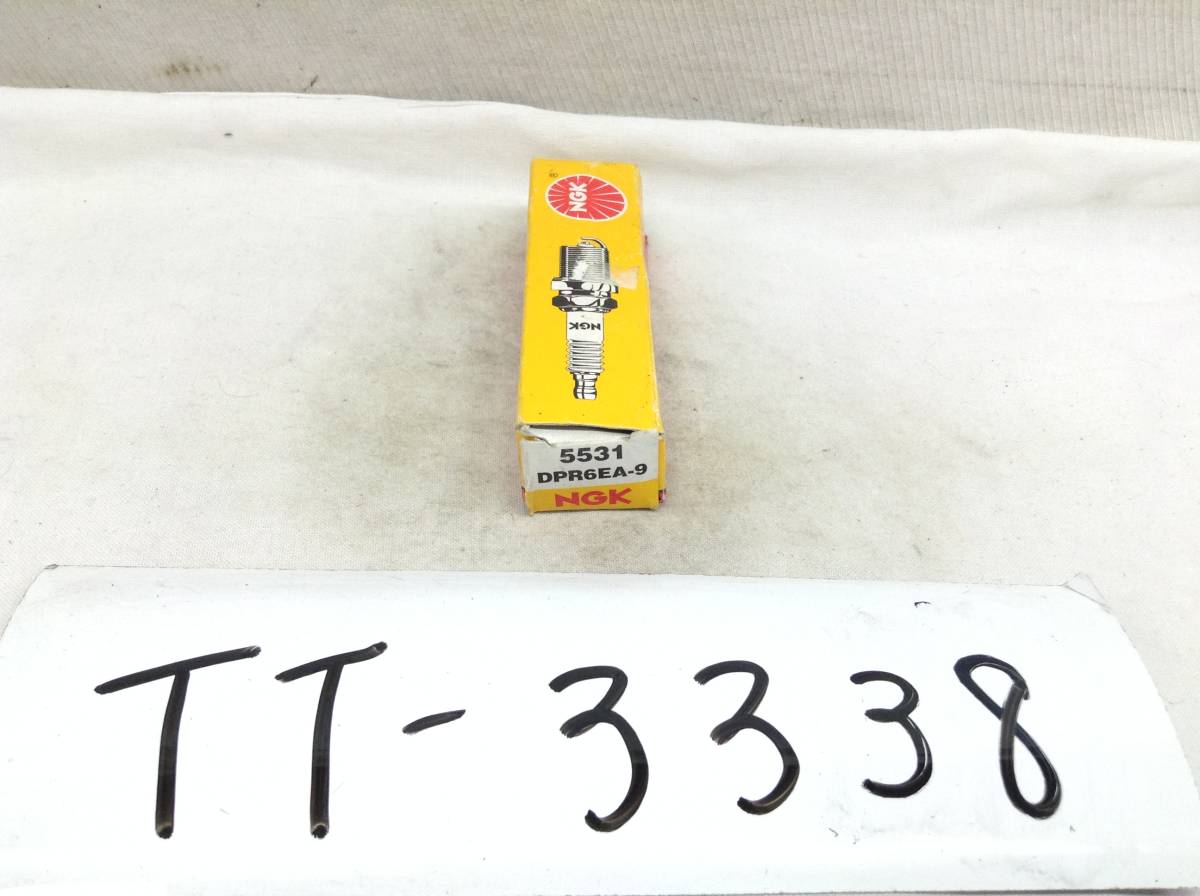 ®
NGK
NGK
5531
DPR6EA-9
NGK
TT-3338